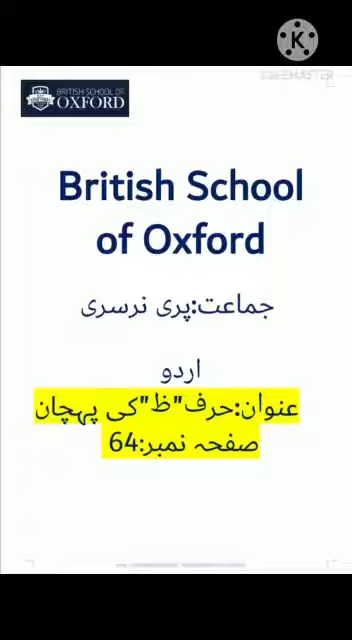 K
BRITISH SCHOOL OF
OXFORD
British School
of Oxford
جماعت:پری نرسری
اردو
عنوان:حرف"ظ"کی پہچان
صفحہ نمبر:64